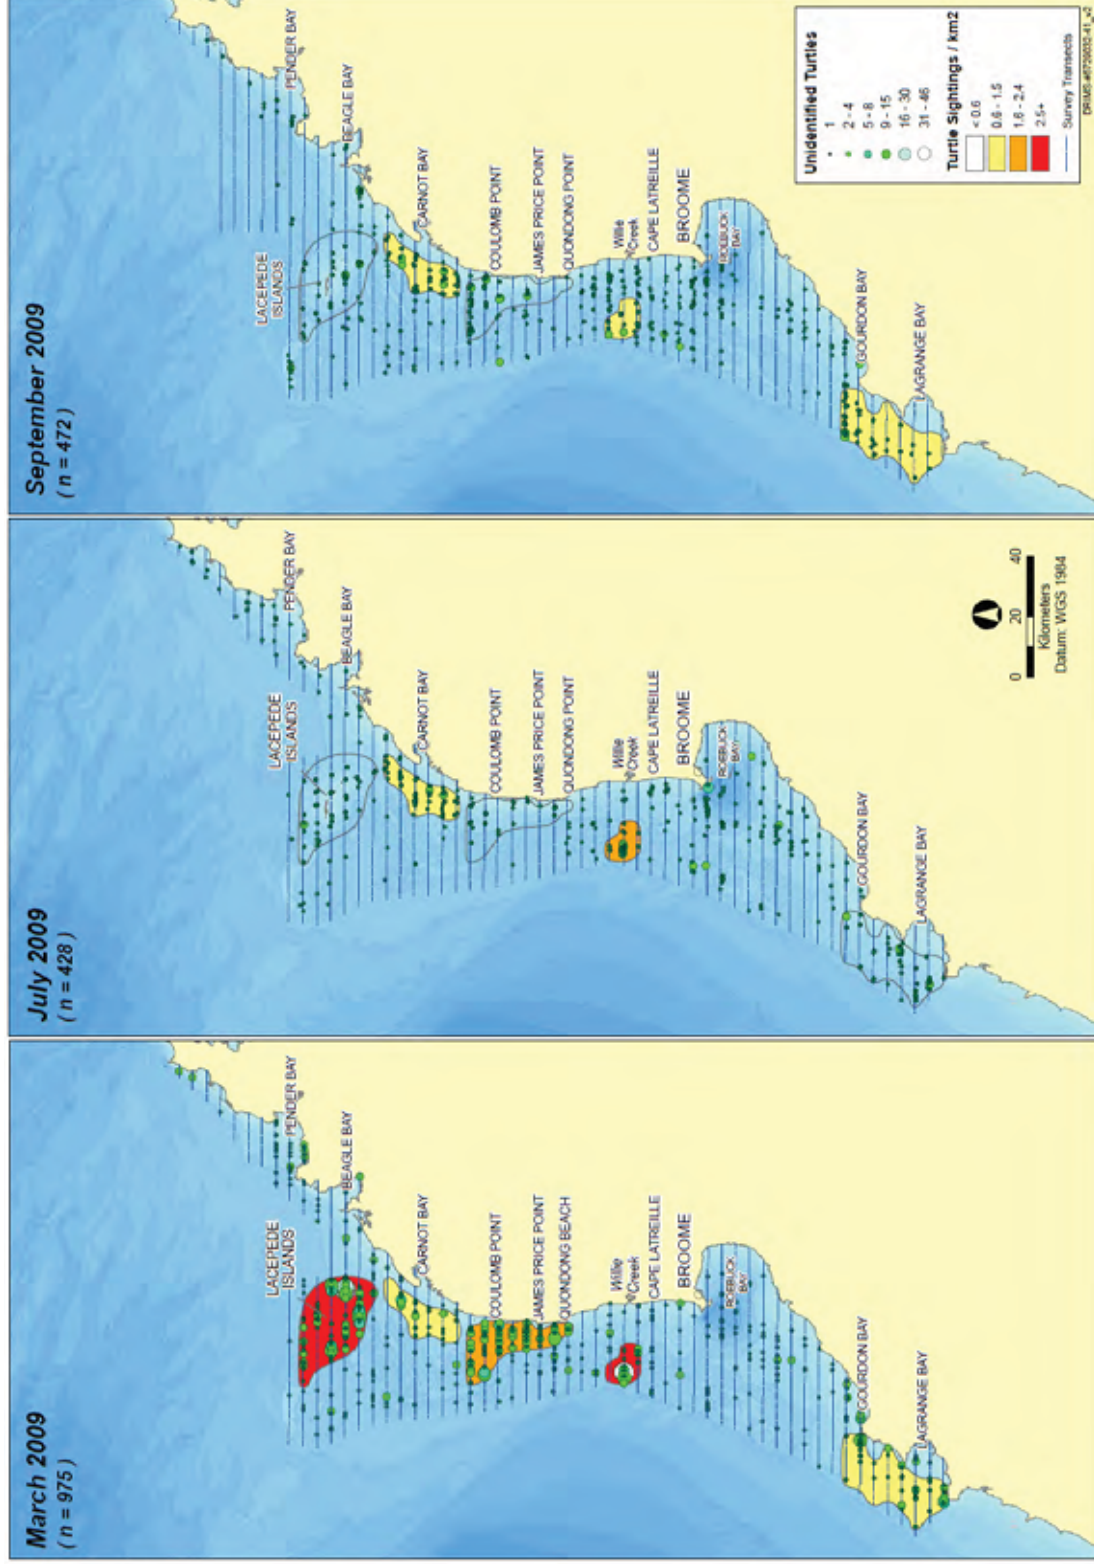 March 2009
( n = 975 )
LACEPEDE
ISLANDS
PENDER BAY
BEAGLE BAY
CARNOT BAY
COULOMB POINT
JAMES PRICE POINT
QUONDONG BEACH
Willie
Creek
CAPE LATREILLE
BROOME
ROEBUCK
BAY
GOURDON BAY
LAGRANGE BAY
July 2009
( n = 428 )
LACEPEDE
ISLANDS
PENDER BAY
BEAGLE BAY
CARNOT BAY
COULOMB POINT
JAMES PRICE POINT
QUONDONG POINT
Willie
Creek
CAPE LATREILLE
BROOME
ROEBUCK
BAY
GOURDON BAY
LAGRANGE BAY
0 20 40
Kilometers
Datum: WGS 1984
September 2009
( n = 472 )
LACEPEDE
ISLANDS
PENDER BAY
BEAGLE BAY
CARNOT BAY
COULOMB POINT
JAMES PRICE POINT
QUONDONG POINT
Willie
Creek
CAPE LATREILLE
BROOME
ROEBUCK
BAY
GOURDON BAY
LAGRANGE BAY
Unidentified Turtles
1
2 - 4
5 - 8
9 - 15
16 - 30
31 - 46
Turtle Sightings / km2
< 0.6
0.6 - 1.5
1.6 - 2.4
2.5+
Survey Transects